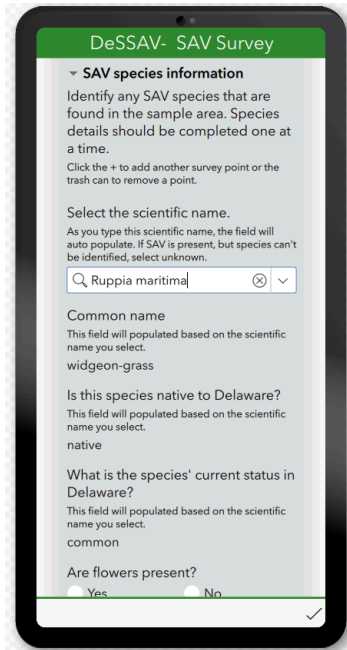 DeSSAV- SAV Survey
SAV species information
Identify any SAV species that are
found in the sample area. Species
details should be completed one at
a time.
Click the + to add another survey point or the
trash can to remove a point.
Select the scientific name.
As you type this scientific name, the field will
auto populate. If SAV is present, but species can't
be identified, select unknown.
Ruppia maritima
Common name
This field will populated based on the scientific
name you select.
widgeon-grass
Is this species native to Delaware?
This field will populated based on the scientific
name you select.
native
What is the species' current status in
Delaware?
This field will populated based on the scientific
name you select.
common
Are flowers present?
Yes No